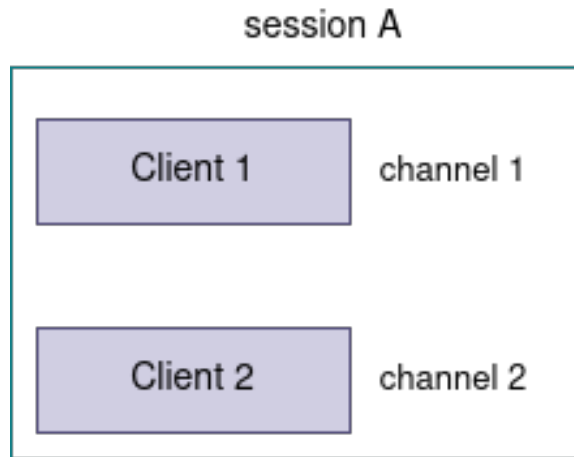 session A
Client 1
channel 1
Client 2
channel 2